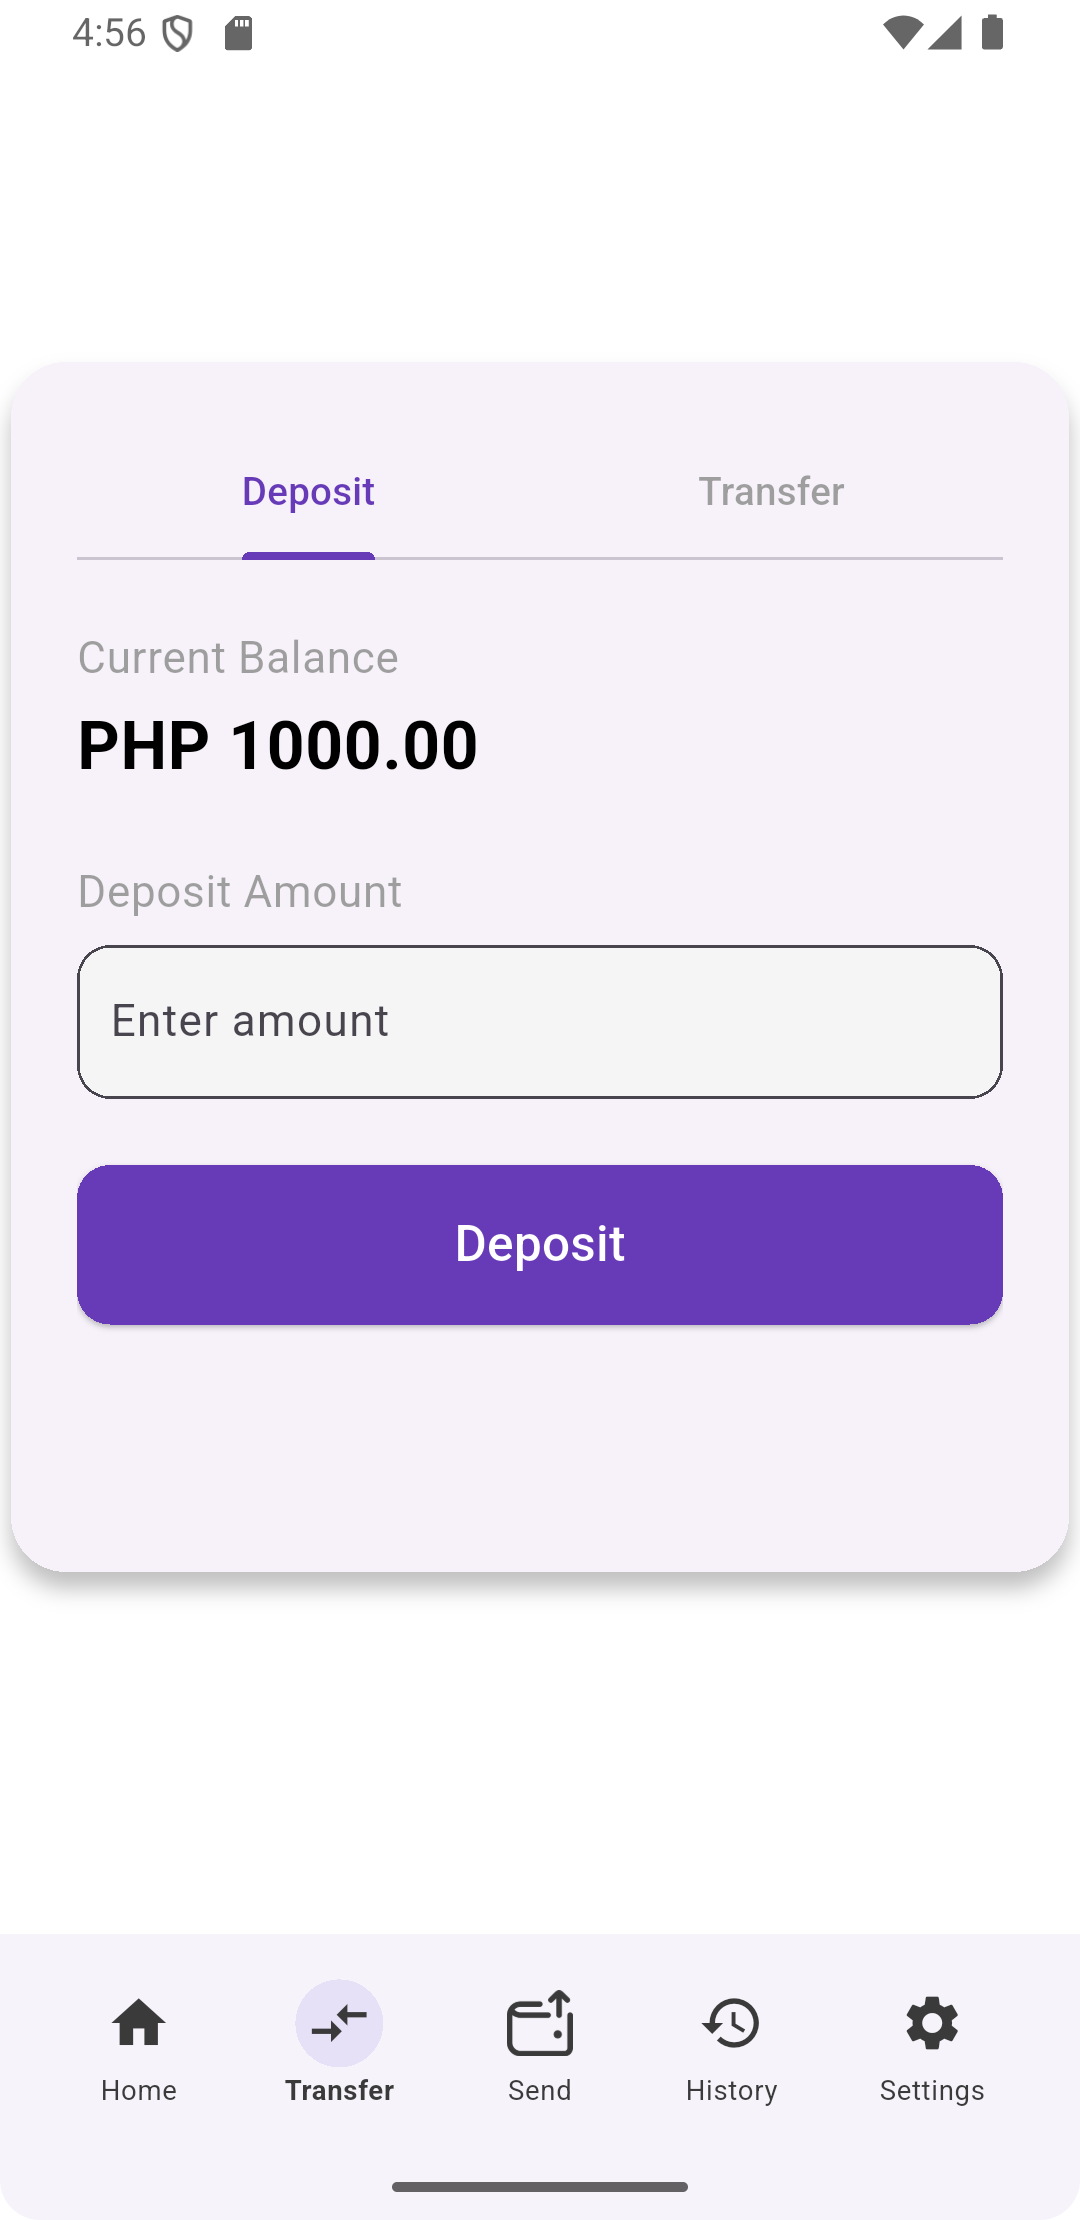 4:56
Deposit
Transfer
Current Balance
PHP 1000.00
Deposit Amount
Enter amount
Deposit
Home
Transfer
Send
History
Settings